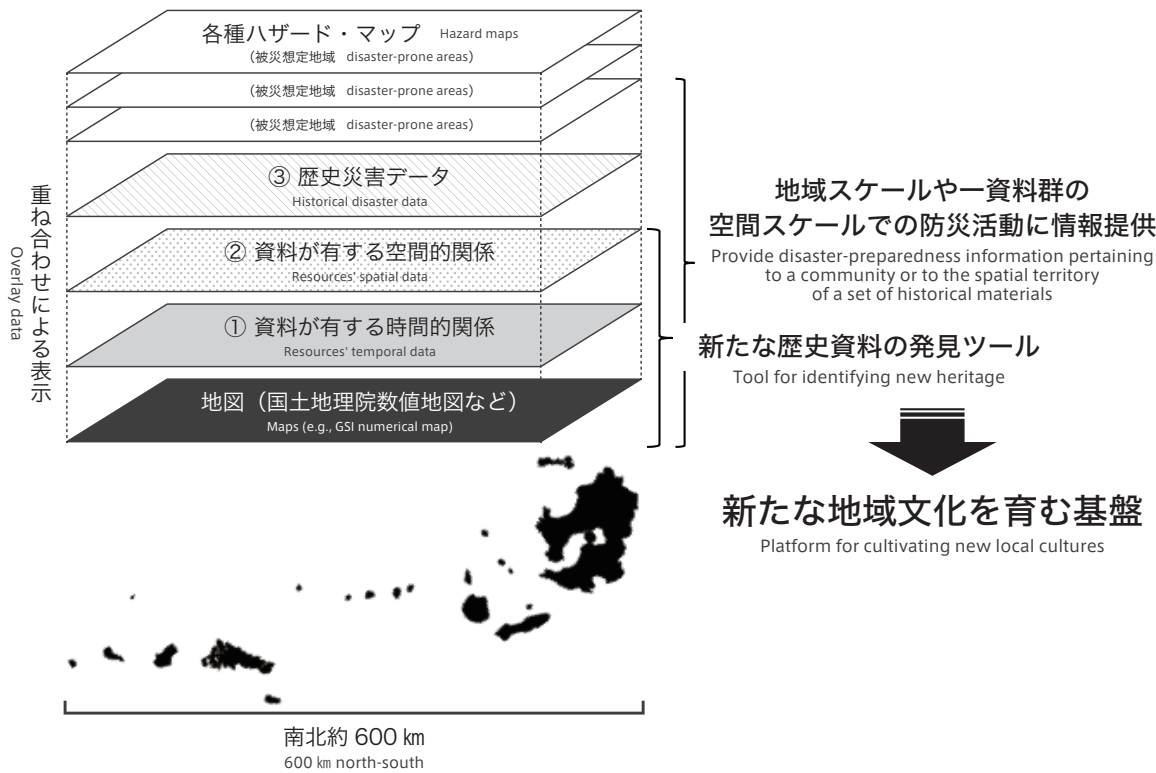 各種ハザード・マップ Hazard maps
（被災想定地域 disaster-prone areas）
（被災想定地域 disaster-prone areas）
（被災想定地域 disaster-prone areas）
③ 歴史災害データ
Historical disaster data
② 資料が有する空間的関係
Resources' spatial data
① 資料が有する時間的関係
Resources' temporal data
地図（国土地理院数値地図など）
Maps (e.g., GSI numerical map)
重ね合わせによる表示
Overlay data
地域スケールや一資料群の
空間スケールでの防災活動に情報提供
Provide disaster-preparedness information pertaining
to a community or to the spatial territory
of a set of historical materials
新たな歴史資料の発見ツール
Tool for identifying new heritage
新たな地域文化を育む基盤
Platform for cultivating new local cultures
南北約 600 ㎞
600 ㎞ north-south